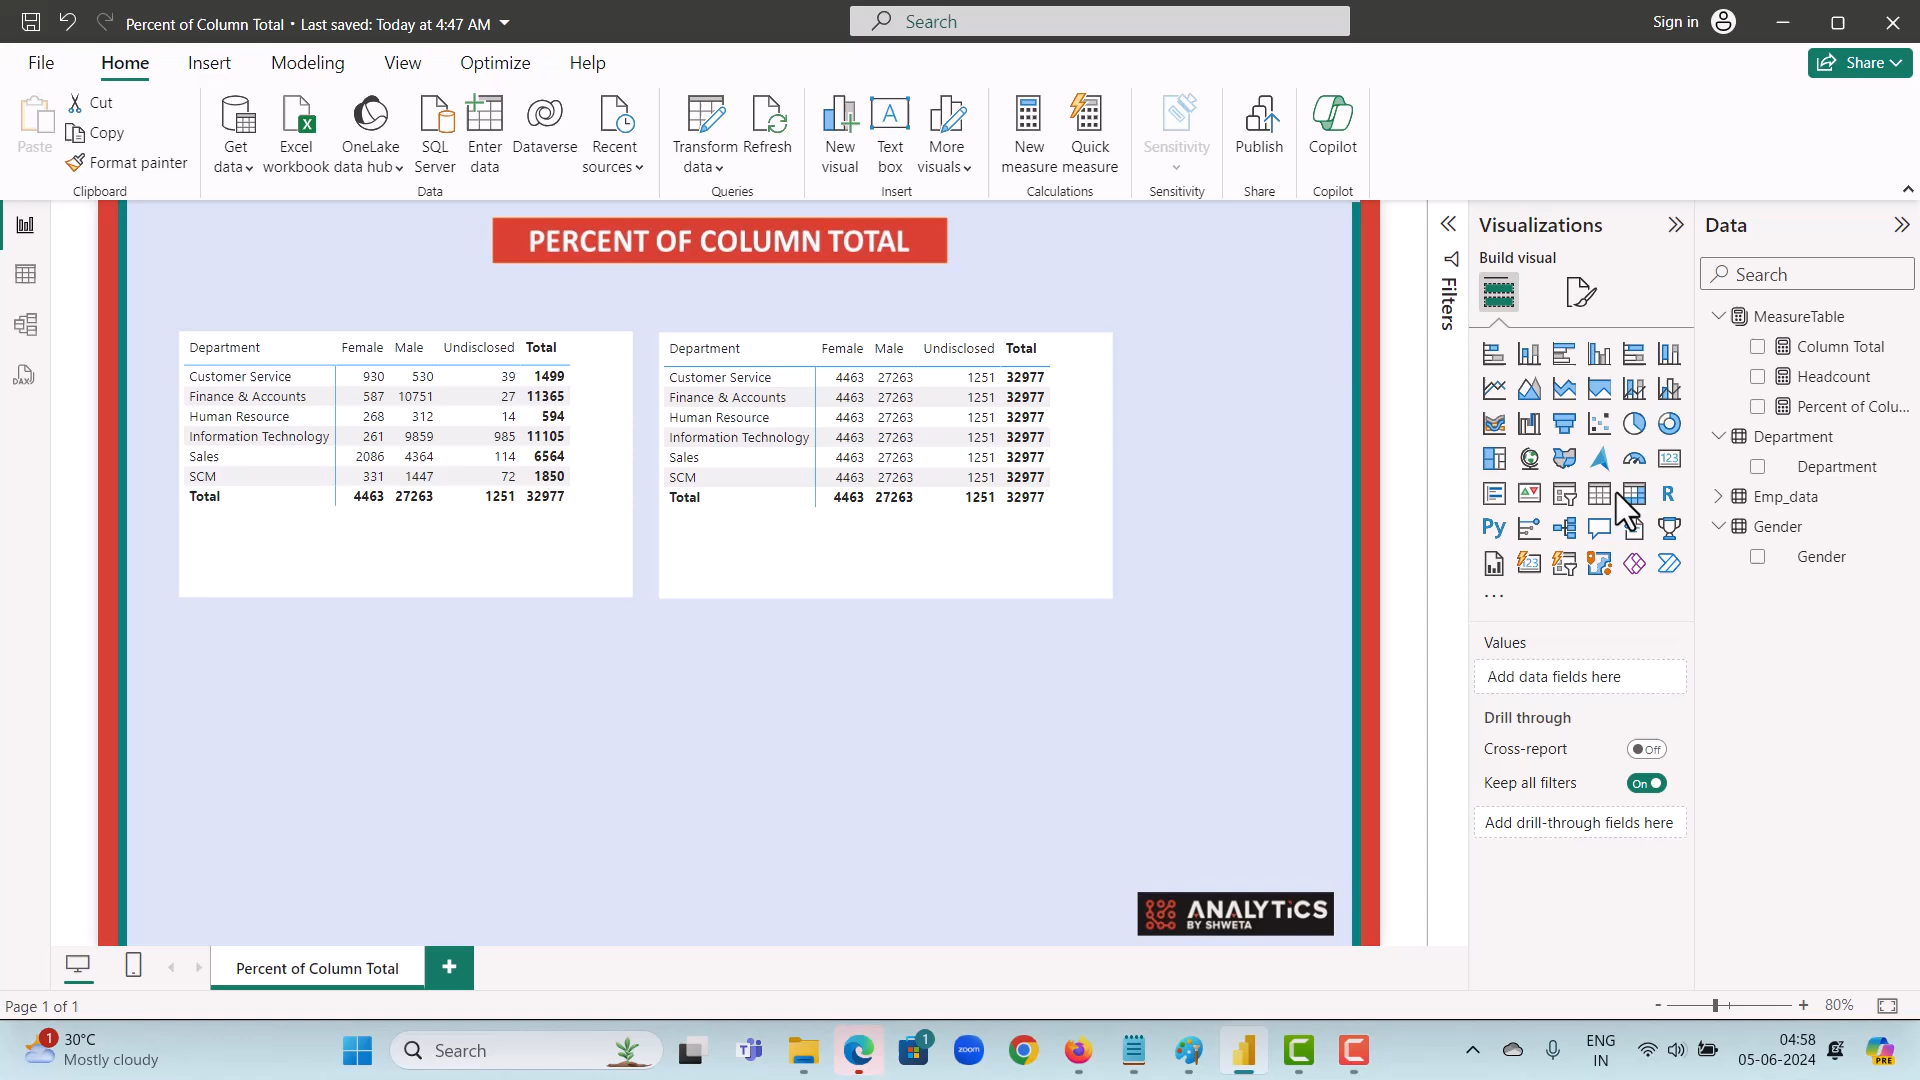 Percent of Column Total • Last saved: Today at 4:47 AM
Search
Sign in
File Home Insert Modeling View Optimize Help
Share
Paste
Cut
Copy
Format painter
Clipboard
Get data
Excel workbook
OneLake data hub
SQL Server
Enter data
Dataverse
Recent sources
Data
Transform data
Refresh
Queries
New visual
Text box
More visuals
Insert
New measure
Quick measure
Calculations
Sensitivity
Sensitivity
Publish
Share
Copilot
Copilot
PERCENT OF COLUMN TOTAL
Department Female Male Undisclosed Total
Customer Service 930 530 39 1499
Finance & Accounts 587 10751 27 11365
Human Resource 268 312 14 594
Information Technology 261 9859 985 11105
Sales 2086 4364 114 6564
SCM 331 1447 72 1850
Total 4463 27263 1251 32977
Department Female Male Undisclosed Total
Customer Service 4463 27263 1251 32977
Finance & Accounts 4463 27263 1251 32977
Human Resource 4463 27263 1251 32977
Information Technology 4463 27263 1251 32977
Sales 4463 27263 1251 32977
SCM 4463 27263 1251 32977
Total 4463 27263 1251 32977
ANALYTiCS
BY SHWETA
Filters
Visualizations
Build visual
123
R
Py
123
...
Values
Add data fields here
Drill through
Cross-report Off
Keep all filters On
Add drill-through fields here
Data
Search
MeasureTable
Column Total
Headcount
Percent of Colu...
Department
Department
Emp_data
Gender
Gender
Percent of Column Total
+
Page 1 of 1
- + 80%
1
30°C
Mostly cloudy
Search
1
zoom
ENG
IN
04:58
05-06-2024
PRE